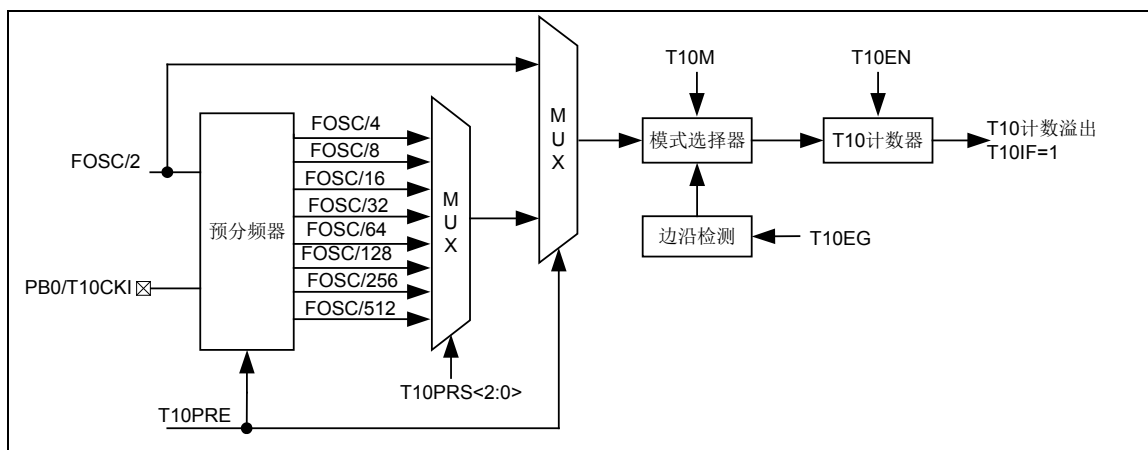 FOSC/2
PB0/T10CKI
预分频器
T10PRE
FOSC/4
FOSC/8
FOSC/16
FOSC/32
FOSC/64
FOSC/128
FOSC/256
FOSC/512
MUX
T10PRS<2:0>
MUX
T10M
模式选择器
边沿检测
T10EG
T10EN
T10计数器
T10计数溢出
T10IF=1